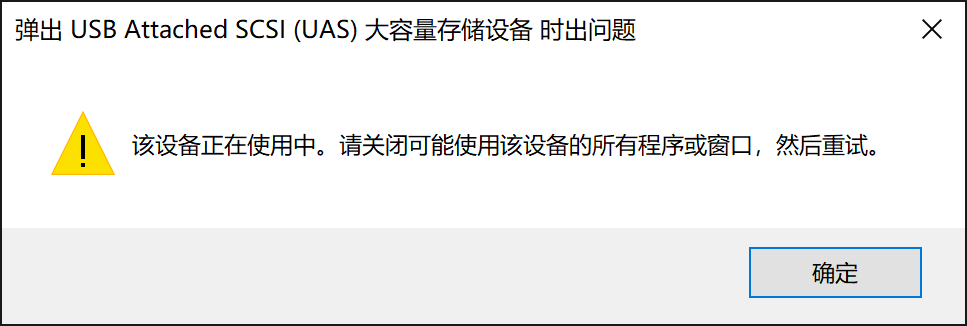 弹出 USB Attached SCSI (UAS) 大容量存储设备 时出问题
该设备正在使用中。请关闭可能使用该设备的所有程序或窗口，然后重试。
确定